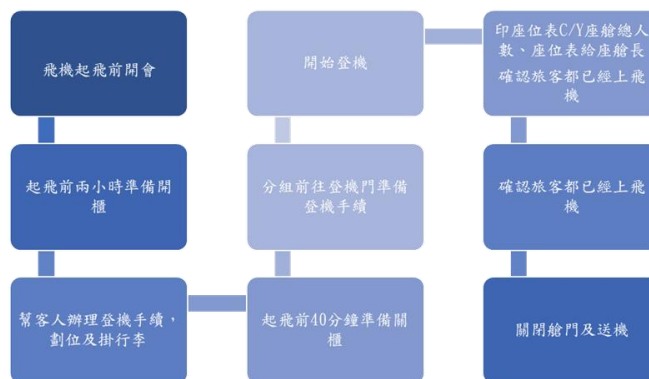 飛機起飛前開會
起飛前兩小時準備開
櫃
幫客人辦理登機手續，
劃位及掛行李
起飛前40分鐘準備關
櫃
分組前往登機門準備
登機手續
開始登機
印座位表C/Y座艙總人
數、座位表給座艙長
確認旅客都已經上飛
機
確認旅客都已經上飛
機
關閉艙門及送機